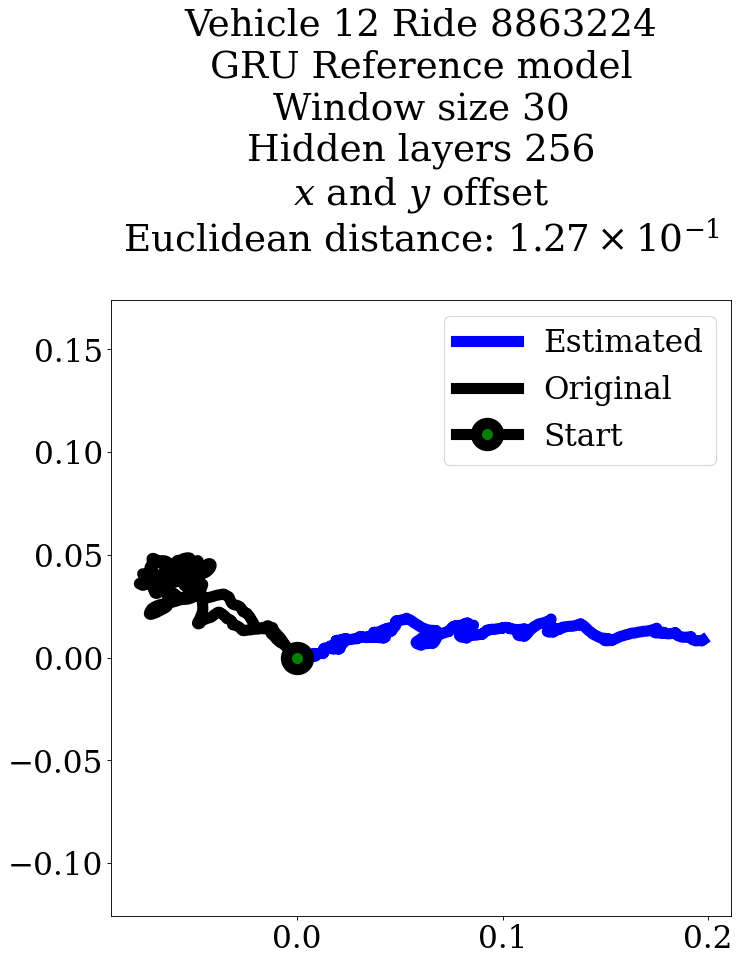 Vehicle 12 Ride 8863224
GRU Reference model
Window size 30
Hidden layers 256
x and y offset
Euclidean distance: 1.27 × 10⁻¹
Estimated
Original
Start
0.15
0.10
0.05
0.00
−0.05
−0.10
0.0 0.1 0.2